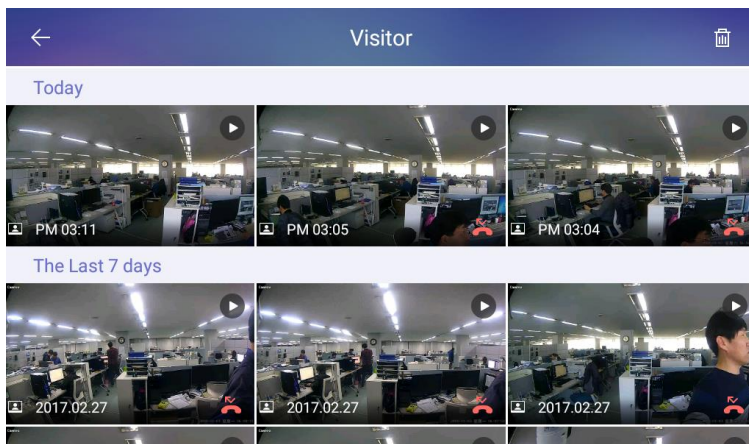 Visitor
Today
PM 03:11
PM 03:05
PM 03:04
The Last 7 days
2017.02.27
2017.02.27
2017.02.27